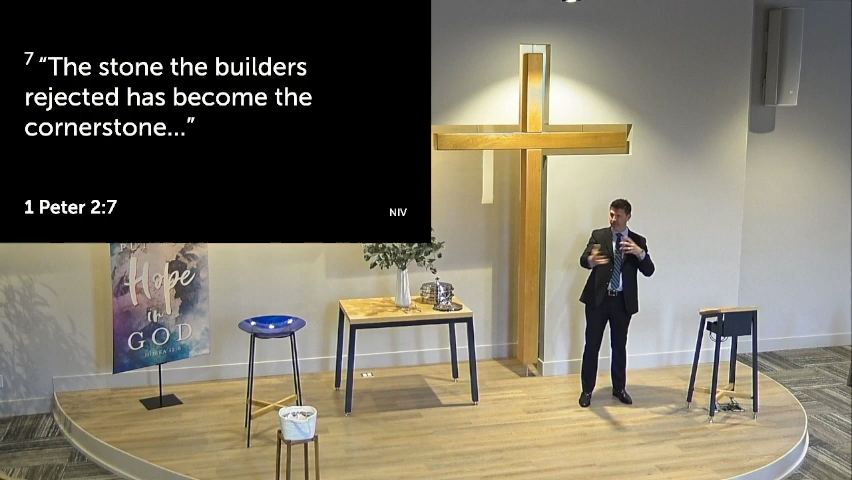 7 “The stone the builders
rejected has become the
cornerstone...”
1 Peter 2:7
NIV
Hope
in
GOD